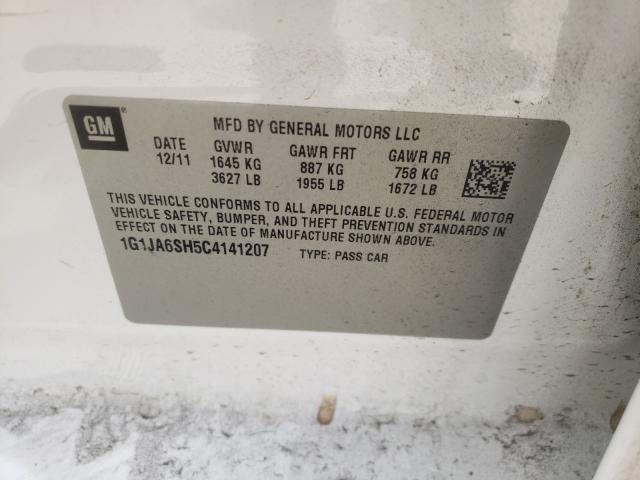 GM
MFD BY GENERAL MOTORS LLC
DATE GVWR GAWR FRT GAWR RR
12/11 1645 KG 887 KG 758 KG
3627 LB 1955 LB 1672 LB
THIS VEHICLE CONFORMS TO ALL APPLICABLE U.S. FEDERAL MOTOR
VEHICLE SAFETY, BUMPER, AND THEFT PREVENTION STANDARDS IN
EFFECT ON THE DATE OF MANUFACTURE SHOWN ABOVE.
1G1JA6SH5C4141207 TYPE: PASS CAR